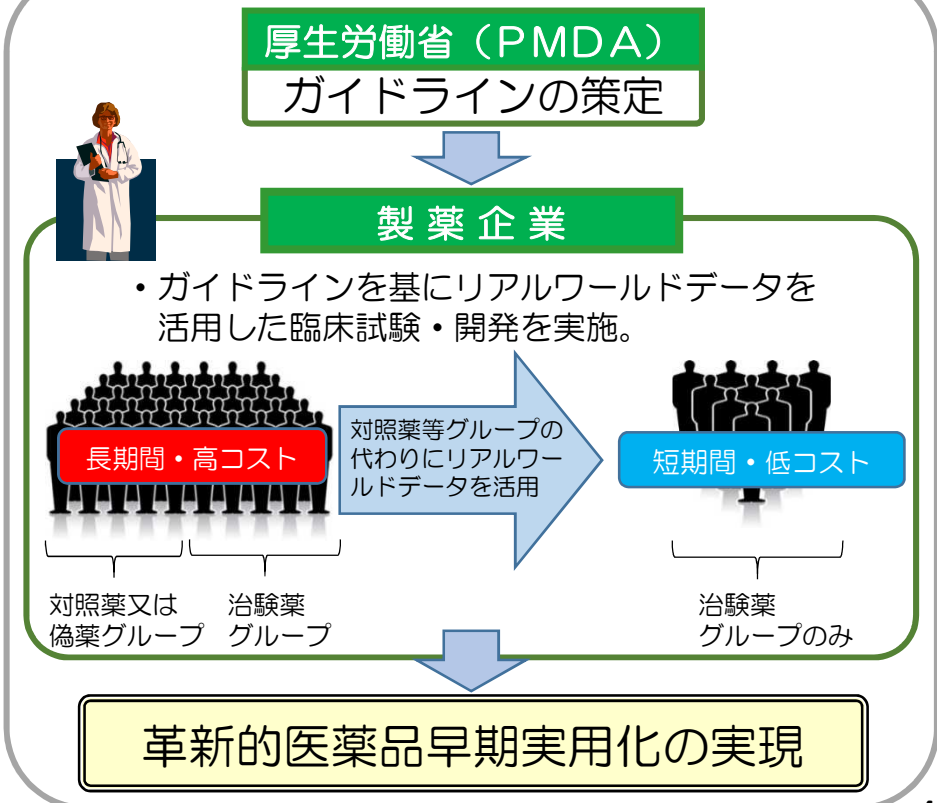 厚生労働省（ＰＭＤＡ）
ガイドラインの策定
製薬企業
・ガイドラインを基にリアルワールドデータを
活用した臨床試験・開発を実施。
長期間・高コスト
対照薬等グループの
代わりにリアルワー
ルドデータを活用
短期間・低コスト
対照薬又は
偽薬グループ
治験薬
グループ
治験薬
グループのみ
革新的医薬品早期実用化の実現